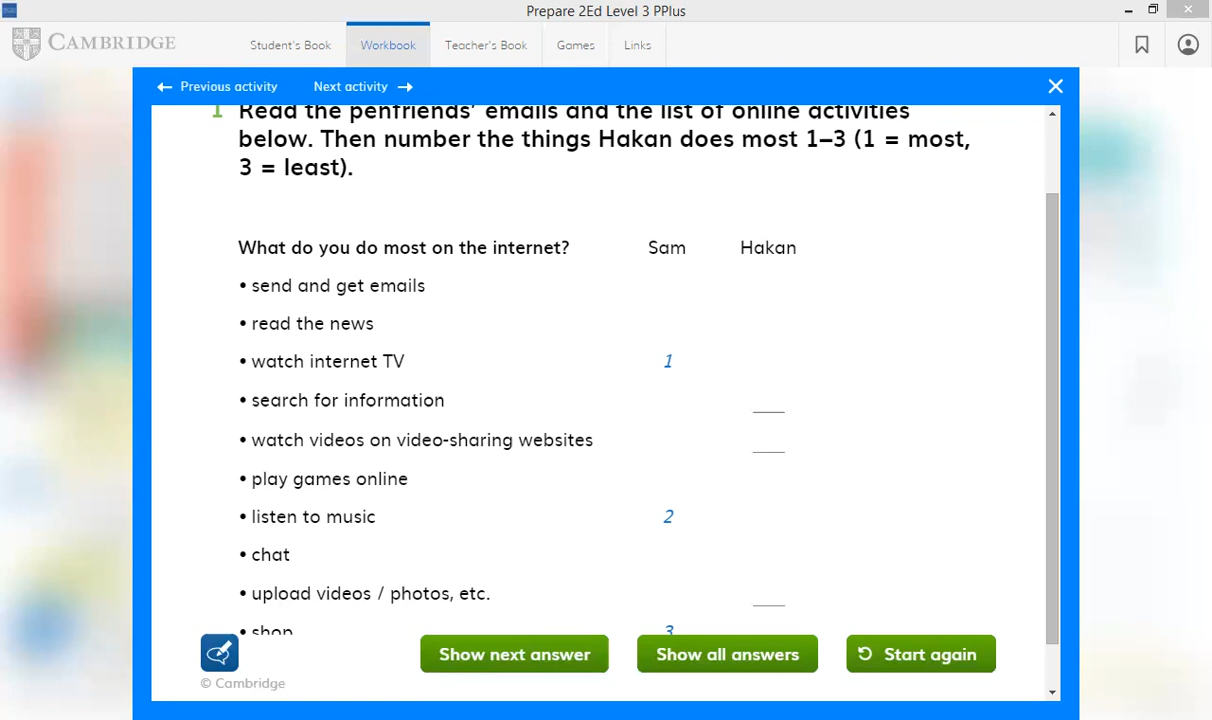 Prepare 2Ed Level 3 PPlus
CAMBRIDGE Student's Book Workbook Teacher's Book Games Links
Previous activity Next activity
1 Read the penfriends' emails and the list of online activities
below. Then number the things Hakan does most 1–3 (1 = most,
3 = least).
What do you do most on the internet? Sam Hakan
• send and get emails
• read the news
• watch internet TV 1
• search for information
• watch videos on video-sharing websites
• play games online
• listen to music 2
• chat
• upload videos / photos, etc.
• shop 3
Show next answer Show all answers Start again
© Cambridge